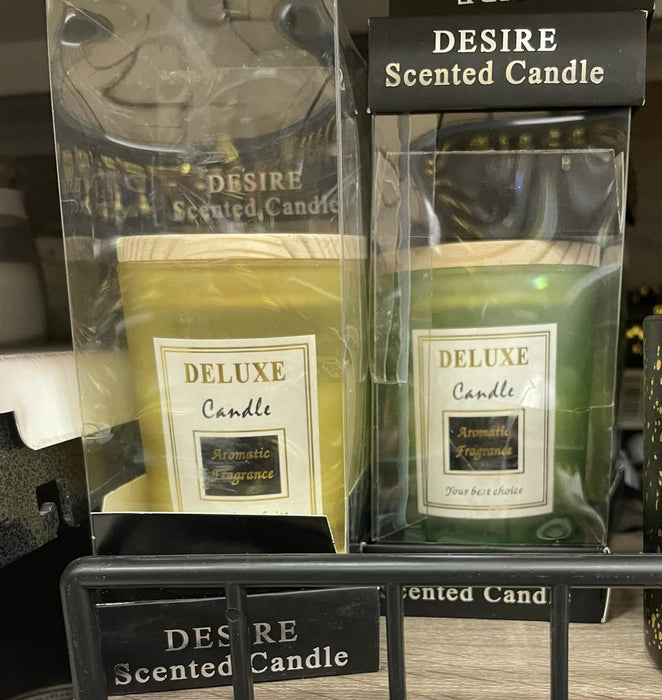 DESIRE
Scented Candle
DESIRE
Scented Candle
DELUXE
Candle
Aromatic
Fragrance
DELUXE
Candle
Aromatic
Fragrance
Your best choice
DESIRE
Scented Candle
cented Cand